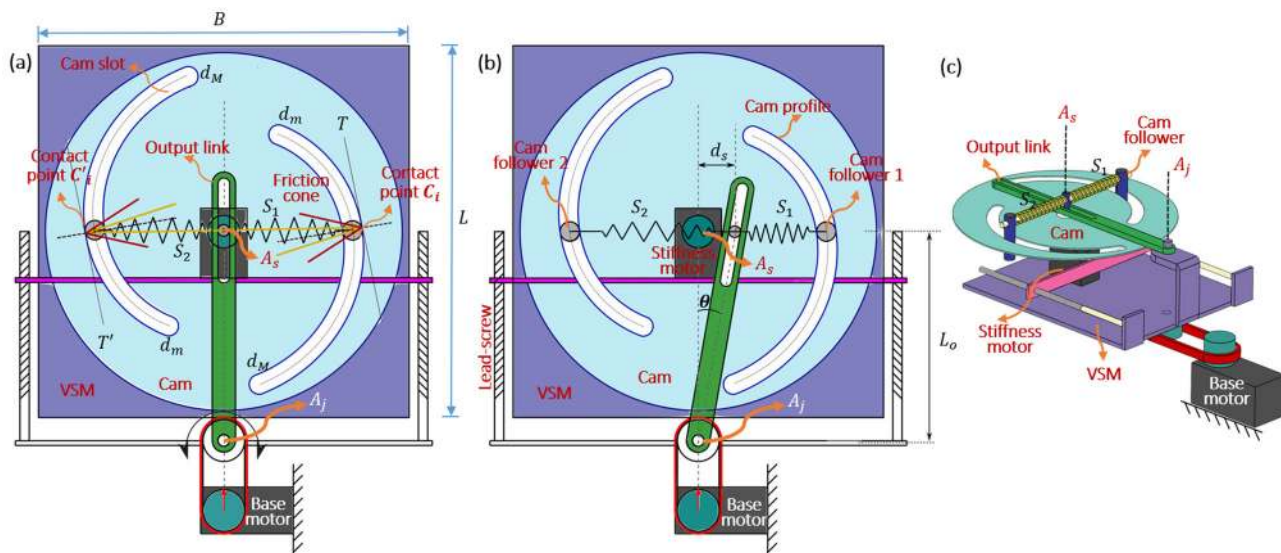 B
(a)
Cam slot
d_M
d_m
T
Output link
Contact
point C'_i
Friction
cone
Contact
point C_i
S_1
S_2
A_s
L
T'
d_m
d_M
VSM
Cam
A_j
Base
motor
(b)
Cam profile
d_s
Cam
follower 2
Cam
follower 1
S_2
S_1
Stiffness
motor
A_s
θ
Lead-screw
L_o
VSM
Cam
A_j
Base
motor
(c)
A_s
Cam
follower
Output link
S_1
A_j
S_2
Cam
Stiffness
motor
VSM
Base
motor